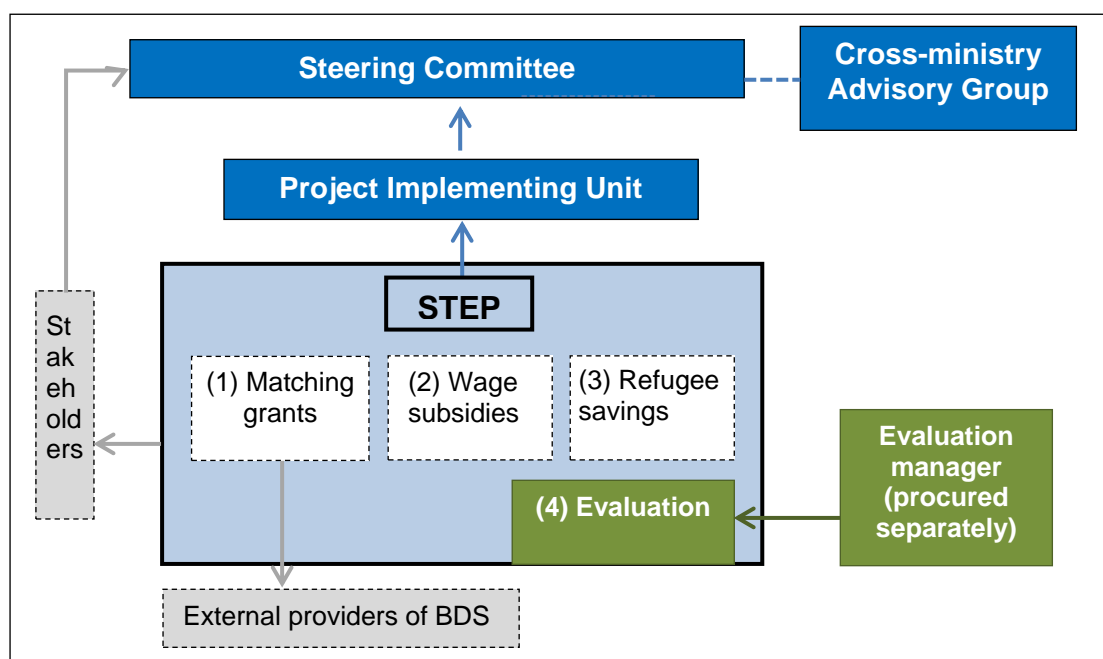 Steering Committee
Cross-ministry
Advisory Group
Project Implementing Unit
STEP
St
ak
eh
old
ers
(1) Matching
grants
(2) Wage
subsidies
(3) Refugee
savings
(4) Evaluation
Evaluation
manager
(procured
separately)
External providers of BDS